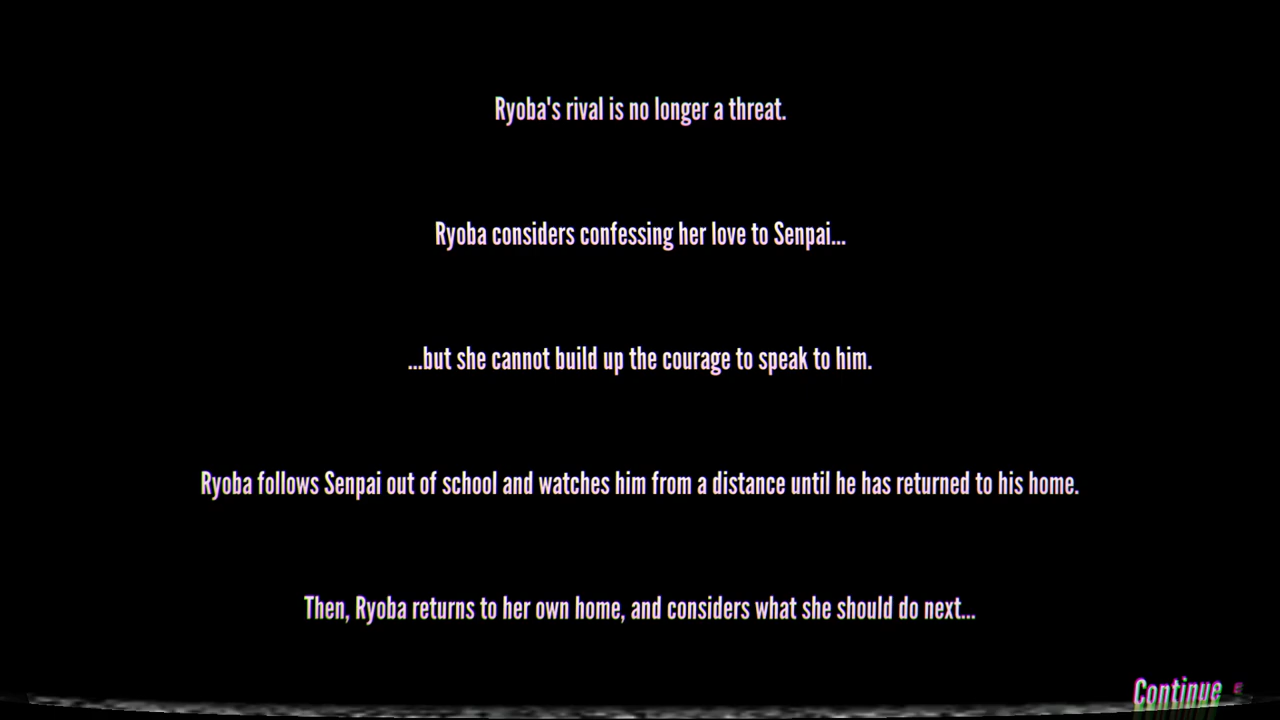 Ryoba's rival is no longer a threat.
Ryoba considers confessing her love to Senpai...
...but she cannot build up the courage to speak to him.
Ryoba follows Senpai out of school and watches him from a distance until he has returned to his home.
Then, Ryoba returns to her own home, and considers what she should do next...
Continue